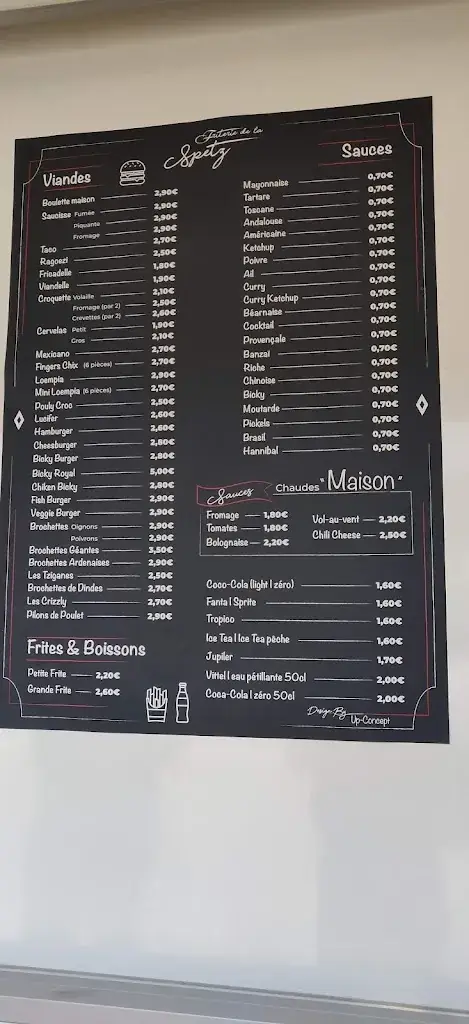 Friterie de la
Spetz
Viandes
Boulette maison 2,90€
Saucisse Fumée 2,90€
Piquante 2,90€
Fromage 2,90€
Taco 2,70€
Ragoezi 2,50€
Fricadelle 1,80€
Viandelle 1,90€
Croquette Volaille 2,10€
Fromage (par 2) 2,50€
Crevettes (par 2) 2,60€
Cervelas Petit 1,90€
Gros 2,10€
Mexicano 2,70€
Fingers Chix (6 pièces) 2,70€
Loempia 2,90€
Mini Loempia (6 pièces) 2,70€
Pouly Croc 2,50€
Lucifer 2,60€
Hamburger 2,60€
Cheesburger 2,80€
Bicky Burger 2,80€
Bicky Royal 5,00€
Chiken Bicky 2,80€
Fish Burger 2,90€
Veggie Burger 2,90€
Brochettes Oignons 2,90€
Poivrons 2,90€
Brochettes Géantes 3,50€
Brochettes Ardenaises 2,90€
Les Tziganes 2,50€
Brochettes de Dindes 2,70€
Les Crizzly 2,70€
Pilons de Poulet 2,90€
Frites & Boissons
Petite Frite 2,20€
Grande Frite 2,60€
Sauces
Mayonnaise 0,70€
Tartare 0,70€
Toscane 0,70€
Andalouse 0,70€
Américaine 0,70€
Ketchup 0,70€
Poivre 0,70€
Ail 0,70€
Curry 0,70€
Curry Ketchup 0,70€
Béarnaise 0,70€
Cocktail 0,70€
Provençale 0,70€
Banzaï 0,70€
Riche 0,70€
Chinoise 0,70€
Bicky 0,70€
Moutarde 0,70€
Pickels 0,70€
Brasil 0,70€
Hannibal 0,70€
Sauces Chaudes "Maison"
Fromage 1,80€
Tomates 1,80€
Bolognaise 2,20€
Vol-au-vent 2,20€
Chili Cheese 2,50€
Coco-Cola (light | zéro) 1,60€
Fanta | Sprite 1,60€
Tropico 1,60€
Ice Tea | Ice Tea pêche 1,60€
Jupiler 1,70€
Vittel | eau pétillante 50cl 2,00€
Coca-Cola | zéro 50cl 2,00€
Design By
Up-Concept